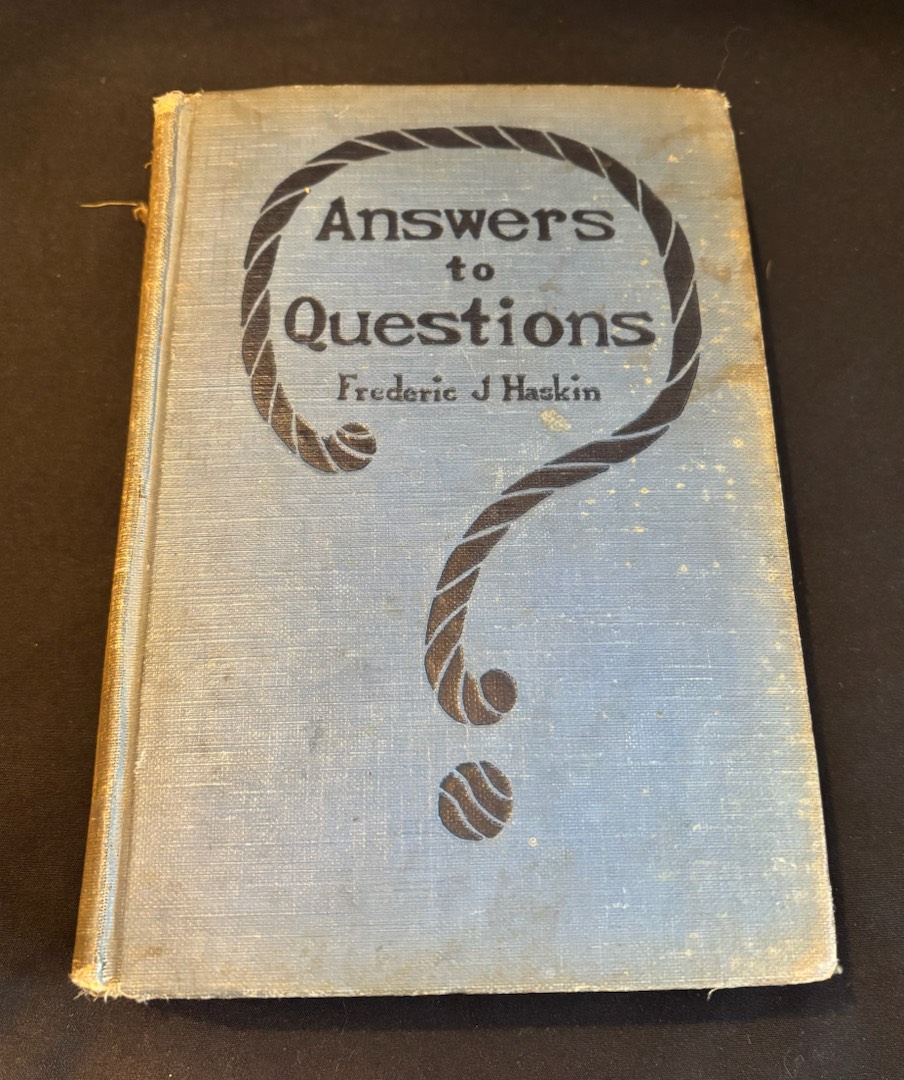 Answers
to
Questions
Frederic J Haskin